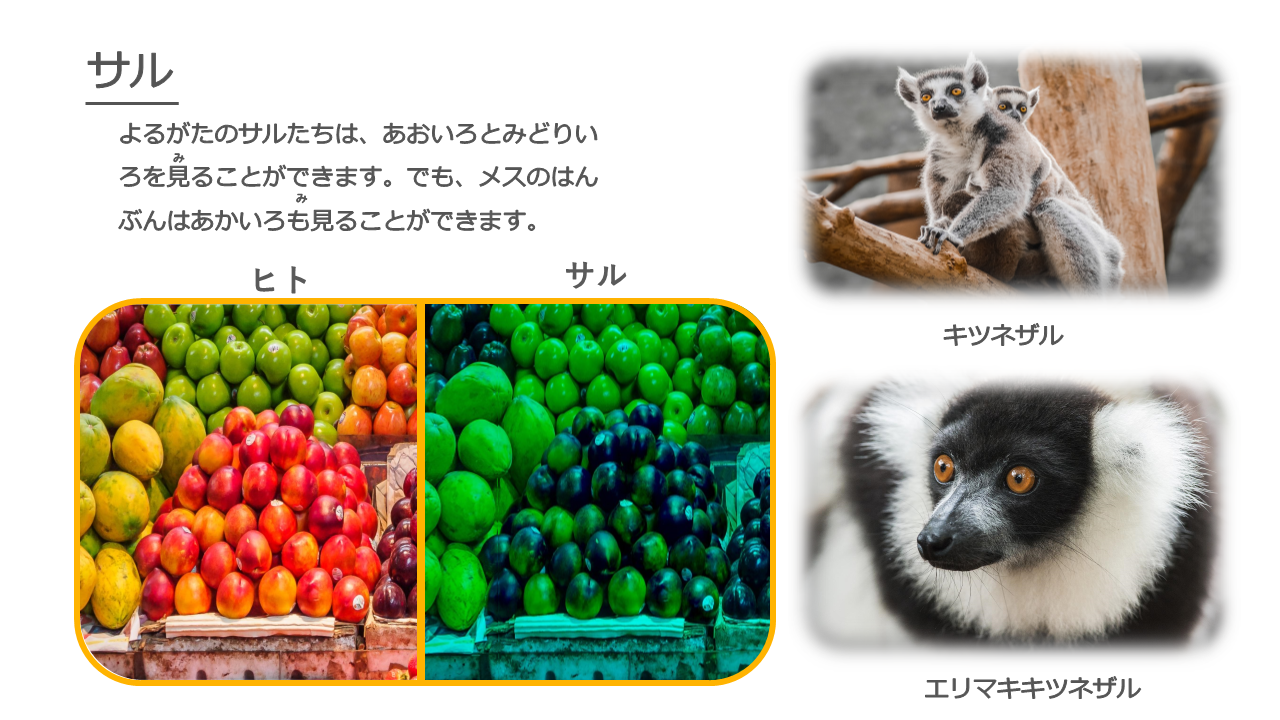 サル
よるがたのサルたちは、あおいろとみどりい
み
ろを見ることができます。でも、メスのはん
み
ぶんはあかいろも見ることができます。
ヒト
サル
キツネザル
エリマキキツネザル